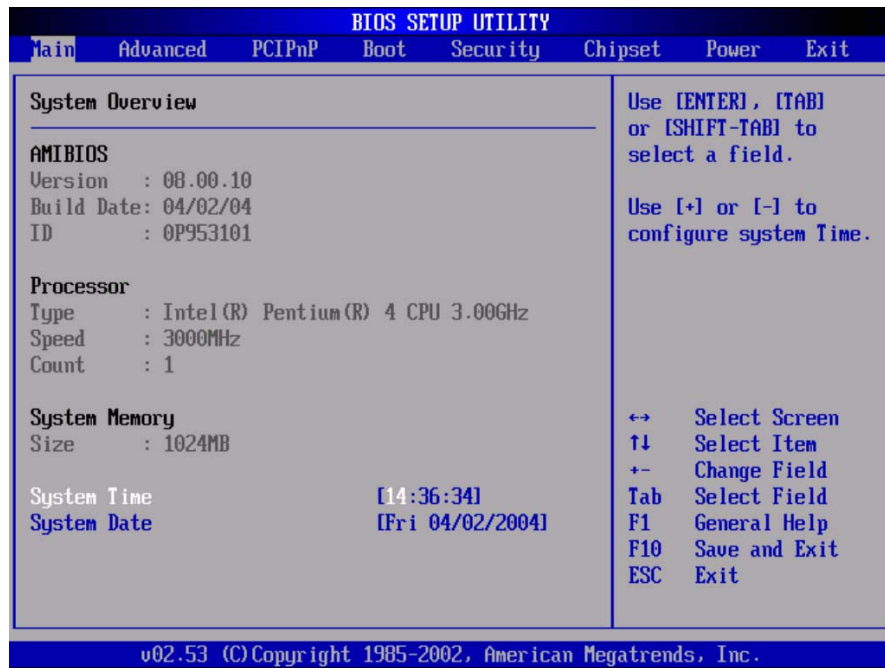 BIOS SETUP UTILITY
Main Advanced PCIPnP Boot Security Chipset Power Exit
System Overview
AMIBIOS
Version : 08.00.10
Build Date: 04/02/04
ID : 0P953101
Processor
Type : Intel(R) Pentium(R) 4 CPU 3.00GHz
Speed : 3000MHz
Count : 1
System Memory
Size : 1024MB
System Time [14:36:34]
System Date [Fri 04/02/2004]
Use [ENTER], [TAB]
or [SHIFT-TAB] to
select a field.
Use [+] or [-] to
configure system Time.
←→ Select Screen
↑↓ Select Item
+- Change Field
Tab Select Field
F1 General Help
F10 Save and Exit
ESC Exit
v02.53 (C)Copyright 1985-2002, American Megatrends, Inc.